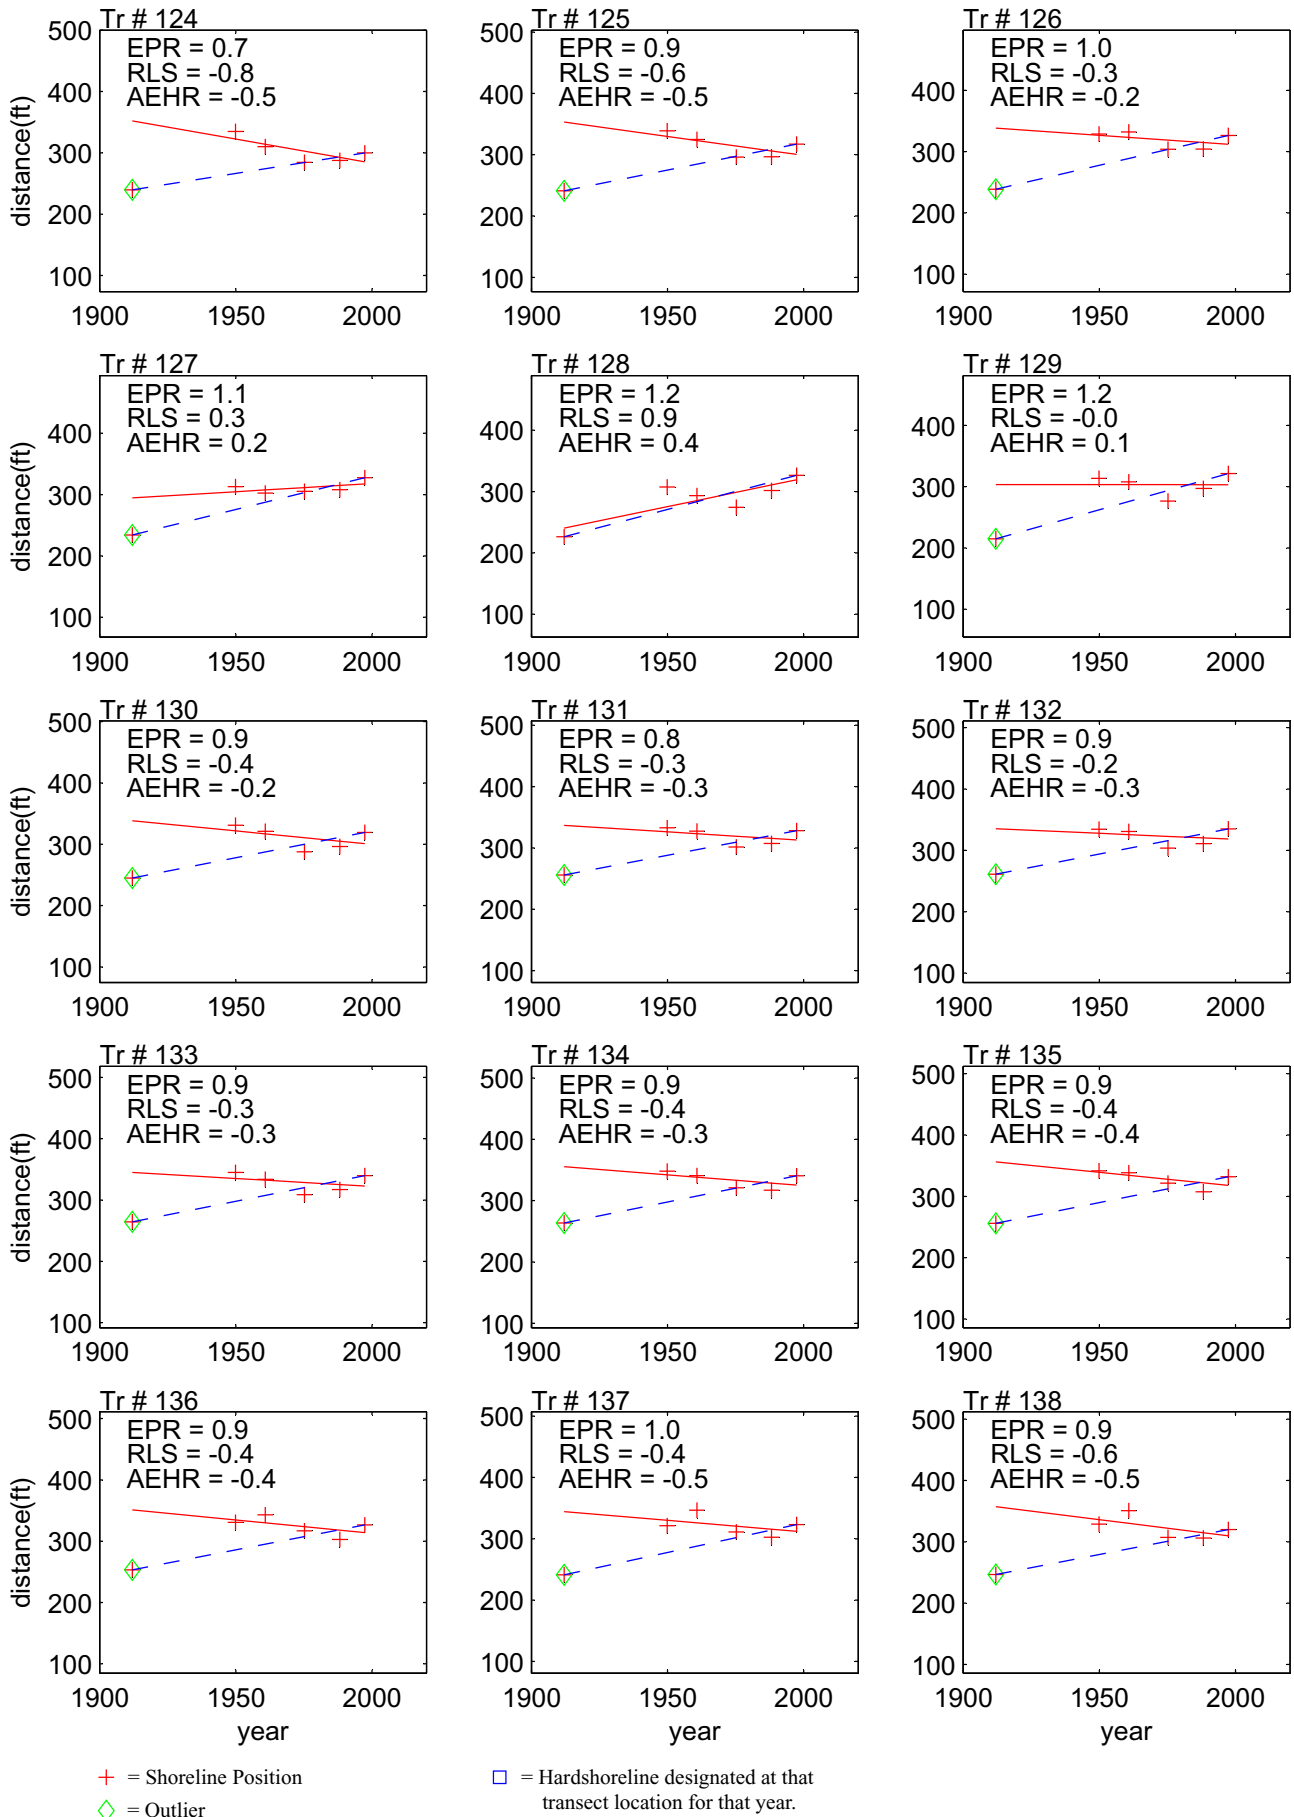 Tr # 124
EPR = 0.7
RLS = -0.8
AEHR = -0.5
500
400
300
200
100
distance(ft)
1900 1950 2000
Tr # 125
EPR = 0.9
RLS = -0.6
AEHR = -0.5
500
400
300
200
100
1900 1950 2000
Tr # 126
EPR = 1.0
RLS = -0.3
AEHR = -0.2
400
300
200
100
1900 1950 2000
Tr # 127
EPR = 1.1
RLS = 0.3
AEHR = 0.2
400
300
200
100
distance(ft)
1900 1950 2000
Tr # 128
EPR = 1.2
RLS = 0.9
AEHR = 0.4
400
300
200
100
1900 1950 2000
Tr # 129
EPR = 1.2
RLS = -0.0
AEHR = 0.1
400
300
200
100
1900 1950 2000
Tr # 130
EPR = 0.9
RLS = -0.4
AEHR = -0.2
500
400
300
200
100
distance(ft)
1900 1950 2000
Tr # 131
EPR = 0.8
RLS = -0.3
AEHR = -0.3
500
400
300
200
100
1900 1950 2000
Tr # 132
EPR = 0.9
RLS = -0.2
AEHR = -0.3
500
400
300
200
100
1900 1950 2000
Tr # 133
EPR = 0.9
RLS = -0.3
AEHR = -0.3
500
400
300
200
100
distance(ft)
1900 1950 2000
Tr # 134
EPR = 0.9
RLS = -0.4
AEHR = -0.3
500
400
300
200
100
1900 1950 2000
Tr # 135
EPR = 0.9
RLS = -0.4
AEHR = -0.4
500
400
300
200
100
1900 1950 2000
Tr # 136
EPR = 0.9
RLS = -0.4
AEHR = -0.4
500
400
300
200
100
distance(ft)
1900 1950 2000
year
Tr # 137
EPR = 1.0
RLS = -0.4
AEHR = -0.5
500
400
300
200
100
1900 1950 2000
year
Tr # 138
EPR = 0.9
RLS = -0.6
AEHR = -0.5
500
400
300
200
100
1900 1950 2000
year
= Shoreline Position
= Outlier
= Hardshoreline designated at that
transect location for that year.